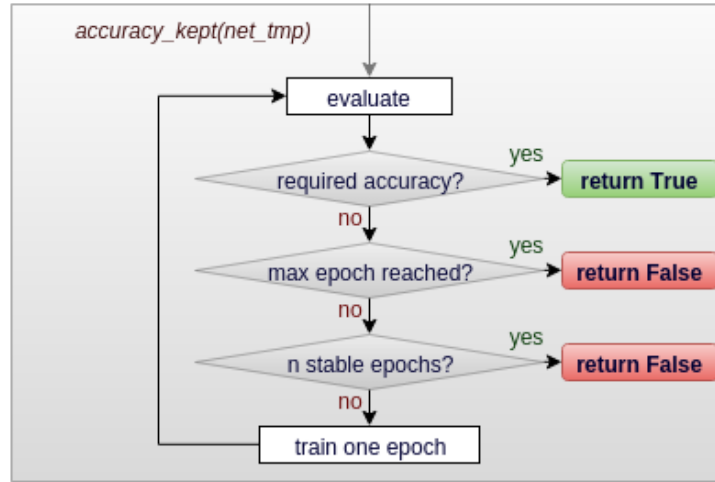 accuracy_kept(net_tmp)
evaluate
yes
required accuracy?
return True
no
yes
max epoch reached?
return False
no
yes
n stable epochs?
return False
no
train one epoch